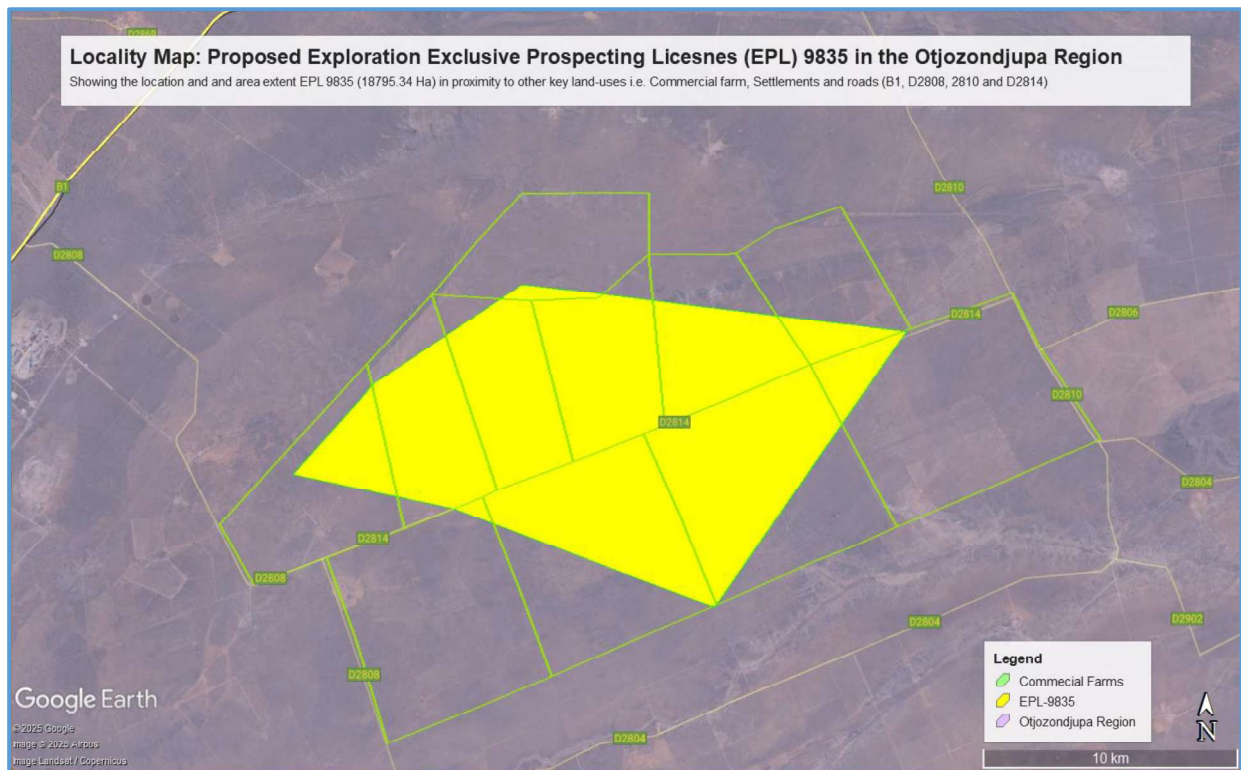 D2869
Locality Map: Proposed Exploration Exclusive Prospecting Licesnes (EPL) 9835 in the Otjozondjupa Region
Showing the location and and area extent EPL 9835 (18795.34 Ha) in proximity to other key land-uses i.e. Commercial farm, Settlements and roads (B1, D2808, 2810 and D2814)
B1
D2810
D2808
D2814
D2806
D2810
D2814
D2804
D2814
D2808
D2902
D2804
D2808
D2804
Legend
Commecial Farms
EPL-9835
Otjozondjupa Region
N
10 km
Google Earth
© 2025 Google
Image © 2025 Airbus
Image Landsat / Copernicus